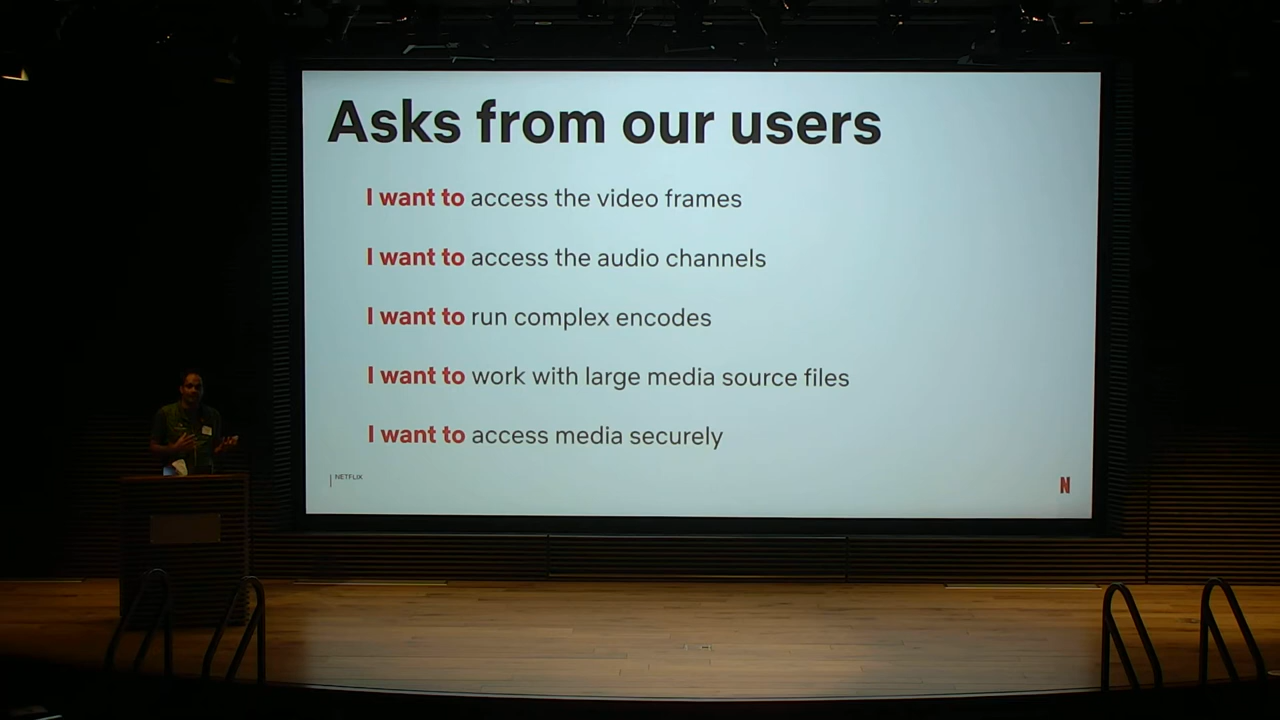 Asks from our users
I want to access the video frames
I want to access the audio channels
I want to run complex encodes
I want to work with large media source files
I want to access media securely
NETFLIX
N